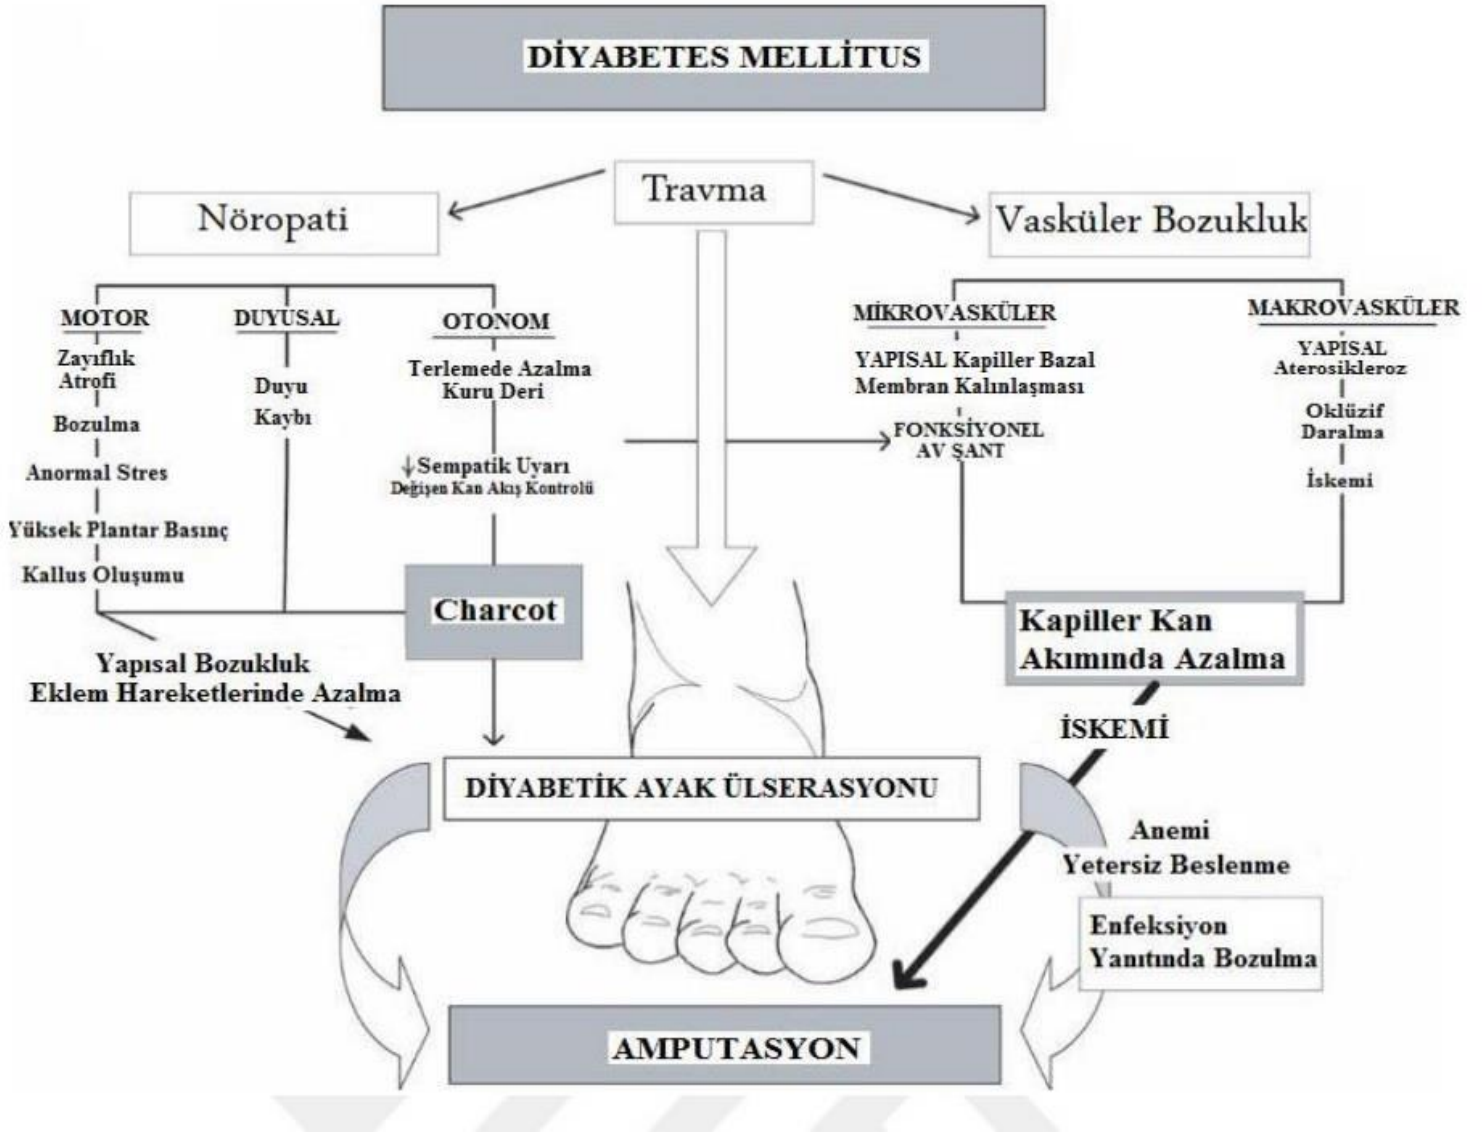 DİYABETES MELLİTUS
Travma
Nöropati
Vasküler Bozukluk
MOTOR
Zayıflık
Atrofi
Bozulma
Anormal Stres
Yüksek Plantar Basınç
Kallus Oluşumu
DUYUSAL
Duyu
Kaybı
OTONOM
Terlemede Azalma
Kuru Deri
↓Sempatik Uyarı
Değişen Kan Akış Kontrolü
Charcot
Yapısal Bozukluk
Eklem Hareketlerinde Azalma
MİKROVASKÜLER
YAPISAL Kapiller Bazal
Membran Kalınlaşması
FONKSİYONEL
AV ŞANT
MAKROVASKÜLER
YAPISAL
Aterosikleroz
Oklüzif
Daralma
İskemi
Kapiller Kan
Akımında Azalma
İSKEMİ
DİYABETİK AYAK ÜLSERASYONU
Anemi
Yetersiz Beslenme
Enfeksiyon
Yanıtında Bozulma
AMPUTASYON